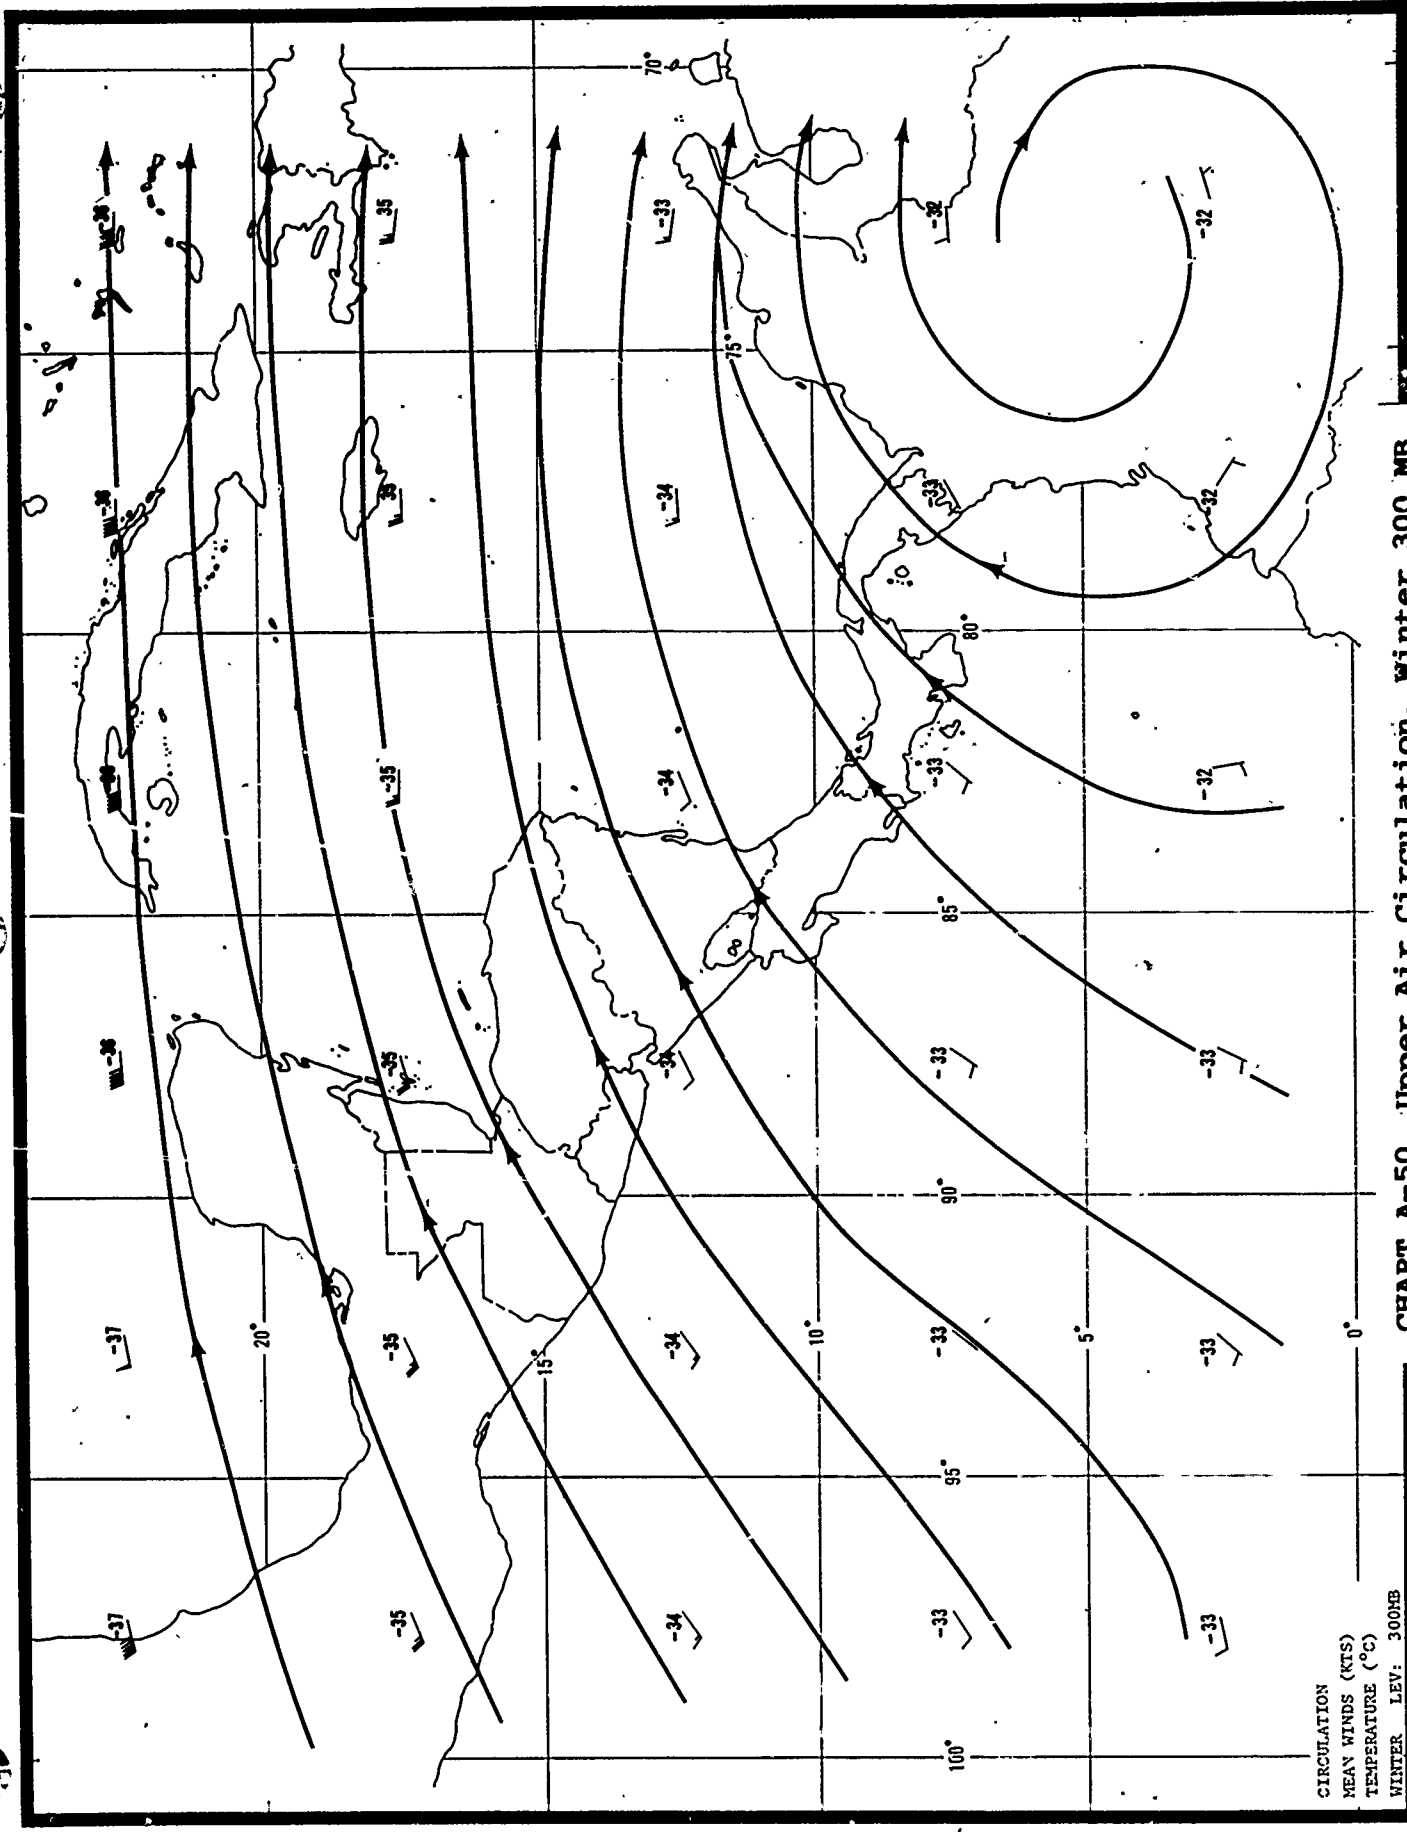 -37 -37 -36 -36 -36 -36
20°
-35 -35 -35 -35 -35 -35
15°
70°
-34 -34 -34 -34 -34 -33
75°
10°
-33 -33 -33 -33 -33 -32
100° 95° 90° 85° 80°
5°
-33 -33 -33 -32 -32 -32
0°
CIRCULATION
MEAN WINDS (KTS)
TEMPERATURE (°C)
WINTER LEV: 300MB
CHART A-50 Upper Air Circulation, Winter 300 MB